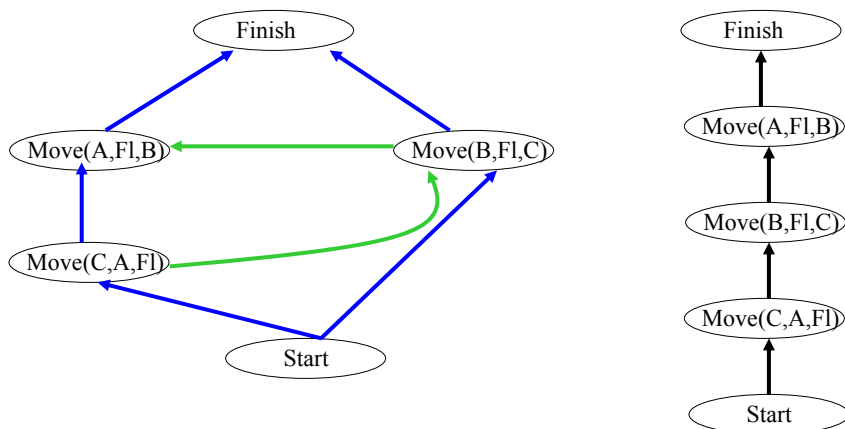 Finish
Move(A,Fl,B)
Move(B,Fl,C)
Move(C,A,Fl)
Start
Finish
Move(A,Fl,B)
Move(B,Fl,C)
Move(C,A,Fl)
Start